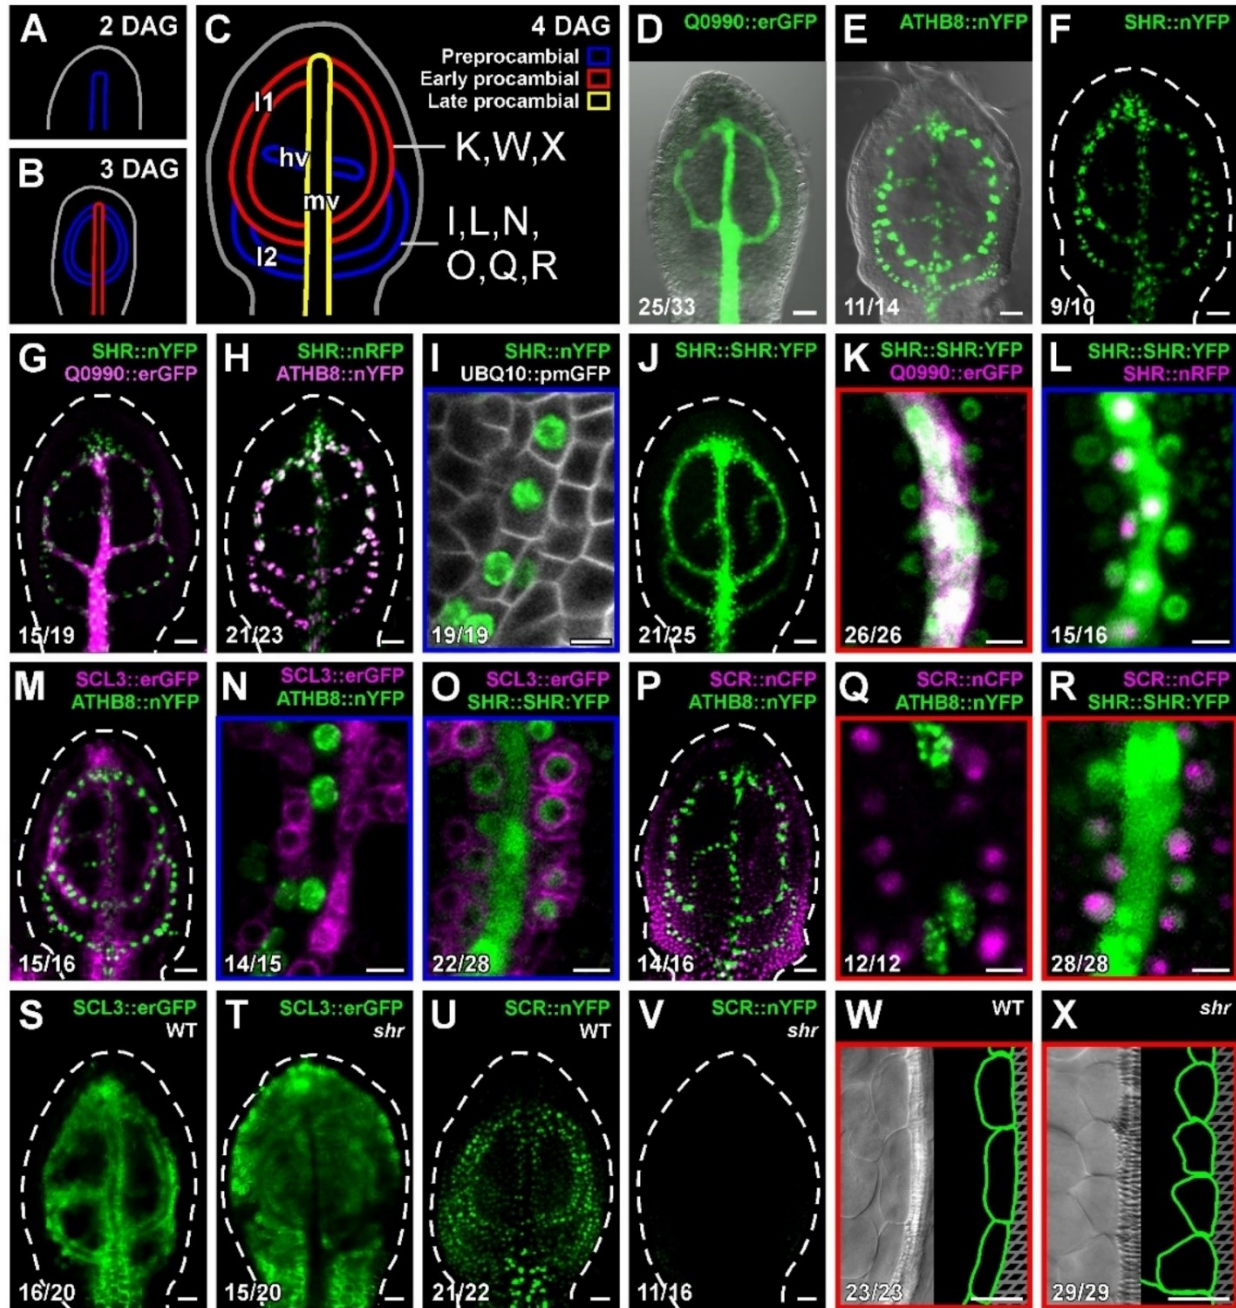 A 2 DAG
B 3 DAG
C 4 DAG
Preprocambial
Early procambial
Late procambial
l1
hv
mv
l2
K,W,X
I,L,N,
O,Q,R
D Q0990::erGFP
25/33
E ATHB8::nYFP
11/14
F SHR::nYFP
9/10
G SHR::nYFP
Q0990::erGFP
15/19
H SHR::nRFP
ATHB8::nYFP
21/23
I SHR::nYFP
UBQ10::pmGFP
19/19
J SHR::SHR:YFP
21/25
K SHR::SHR:YFP
Q0990::erGFP
26/26
L SHR::SHR:YFP
SHR::nRFP
15/16
M SCL3::erGFP
ATHB8::nYFP
15/16
N SCL3::erGFP
ATHB8::nYFP
14/15
O SCL3::erGFP
SHR::SHR:YFP
22/28
P SCR::nCFP
ATHB8::nYFP
14/16
Q SCR::nCFP
ATHB8::nYFP
12/12
R SCR::nCFP
SHR::SHR:YFP
28/28
S SCL3::erGFP
WT
16/20
T SCL3::erGFP
shr
15/20
U SCR::nYFP
WT
21/22
V SCR::nYFP
shr
11/16
W WT
23/23
X shr
29/29